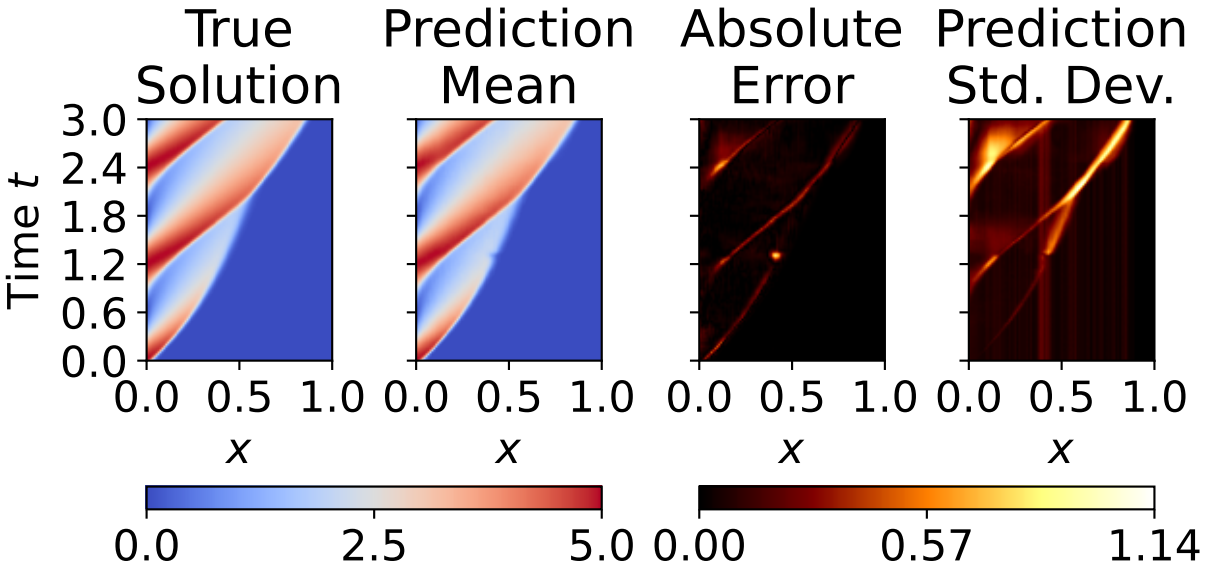 True Solution
Prediction Mean
Absolute Error
Prediction Std. Dev.
Time t
3.0
2.4
1.8
1.2
0.6
0.0
0.0 0.5 1.0
0.0 0.5 1.0
0.0 0.5 1.0
0.0 0.5 1.0
x
x
x
x
0.0 2.5 5.0
0.00 0.57 1.14